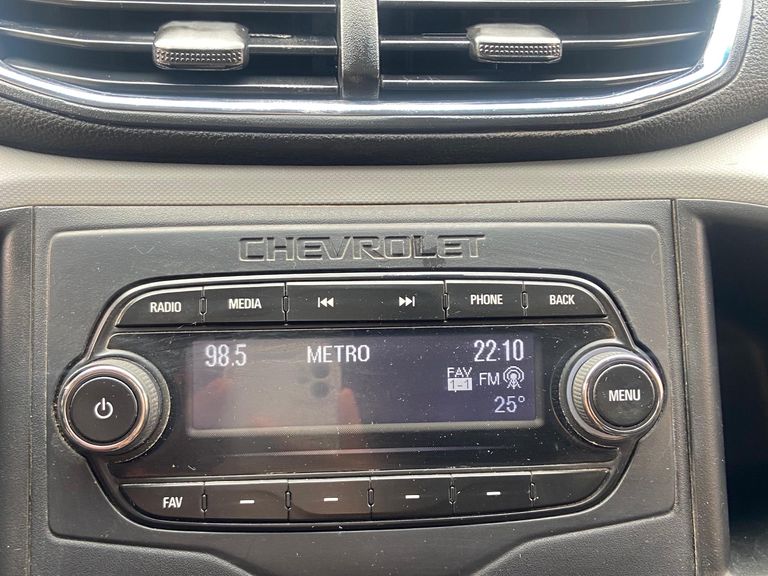 CHEVROLET
RADIO MEDIA PHONE BACK
98.5 METRO 22:10
FAV FM
1-1
25°
MENU
FAV